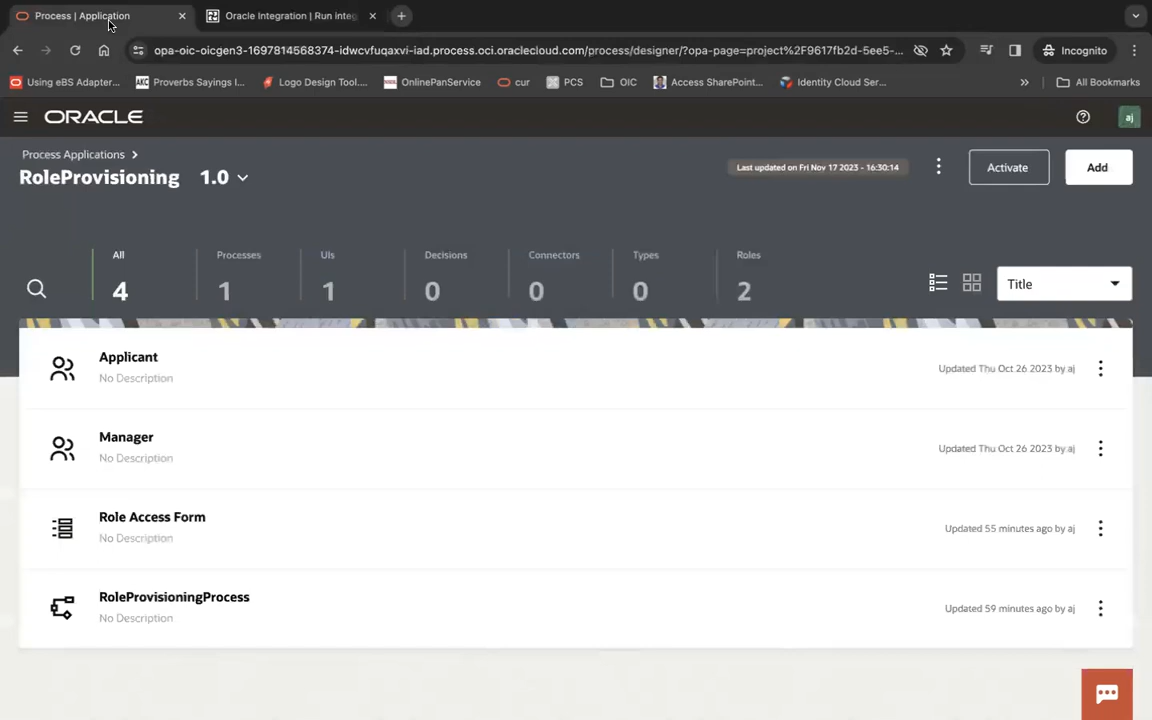 Process | Application
Oracle Integration | Run inte
opa-oic-oicgen3-1697814568374-idwcvfuqaxvi-iad.process.oci.oraclecloud.com/process/designer/?opa-page=project%2F9617fb2d-5ee5-...
Incognito
Using eBS Adapter...
AKC
Proverbs Sayings I...
Logo Design Tool....
OnlinePanService
cur
PCS
OIC
Access SharePoint...
Identity Cloud Ser...
»
All Bookmarks
ORACLE
aj
Process Applications
RoleProvisioning 1.0
Last updated on Fri Nov 17 2023 - 16:30:14
Activate
Add
All
Processes
UIs
Decisions
Connectors
Types
Roles
4
1
1
0
0
0
2
Title
Applicant
No Description
Updated Thu Oct 26 2023 by aj
Manager
No Description
Updated Thu Oct 26 2023 by aj
Role Access Form
No Description
Updated 55 minutes ago by aj
RoleProvisioningProcess
No Description
Updated 59 minutes ago by aj